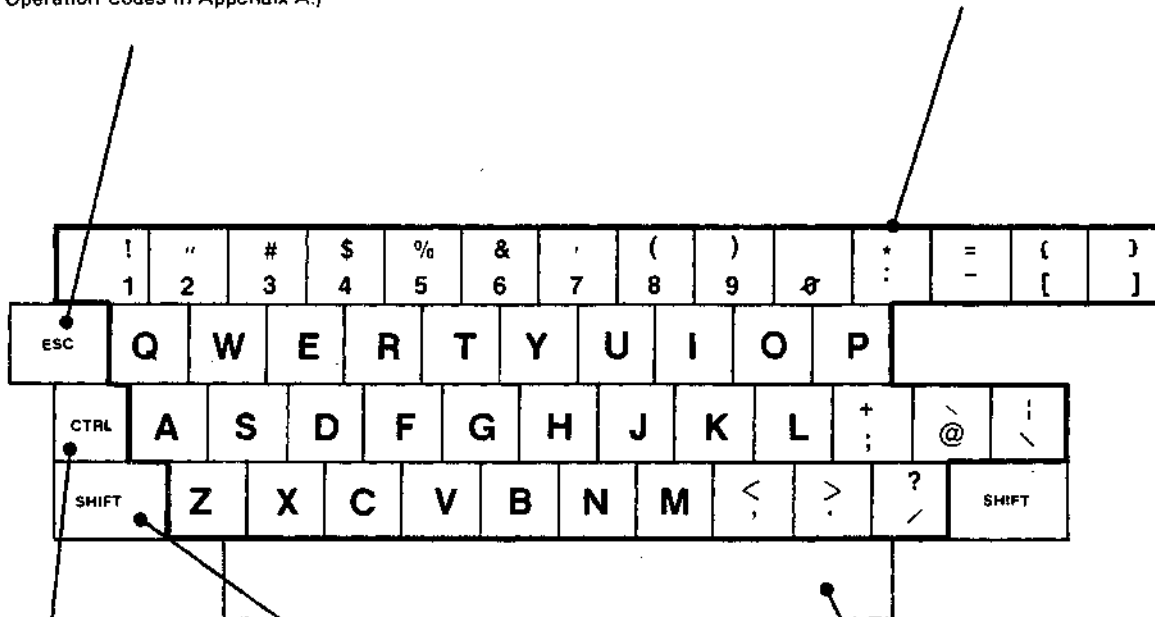 Operation Codes in Appendix A.)
! " # $ % & ' ( ) * = { }
1 2 3 4 5 6 7 8 9 0 : - [ ]
ESC Q W E R T Y U I O P
CTRL A S D F G H J K L + ; ` @ ¦ \
SHIFT Z X C V B N M < , > . ? / SHIFT